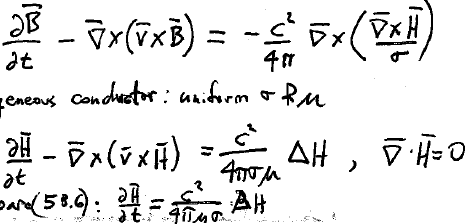 ∂B̄/∂t − ∇̄×(v̄×B̄) = − c²/4π ∇̄×(∇̄×H̄/σ)
geneous conductor: uniform σ & μ
∂H̄/∂t − ∇̄×(v̄×H̄) = c²/4πσμ ΔH , ∇̄·H̄=0
pare(58.6): ∂H̄/∂t = c²/4πμσ ΔH